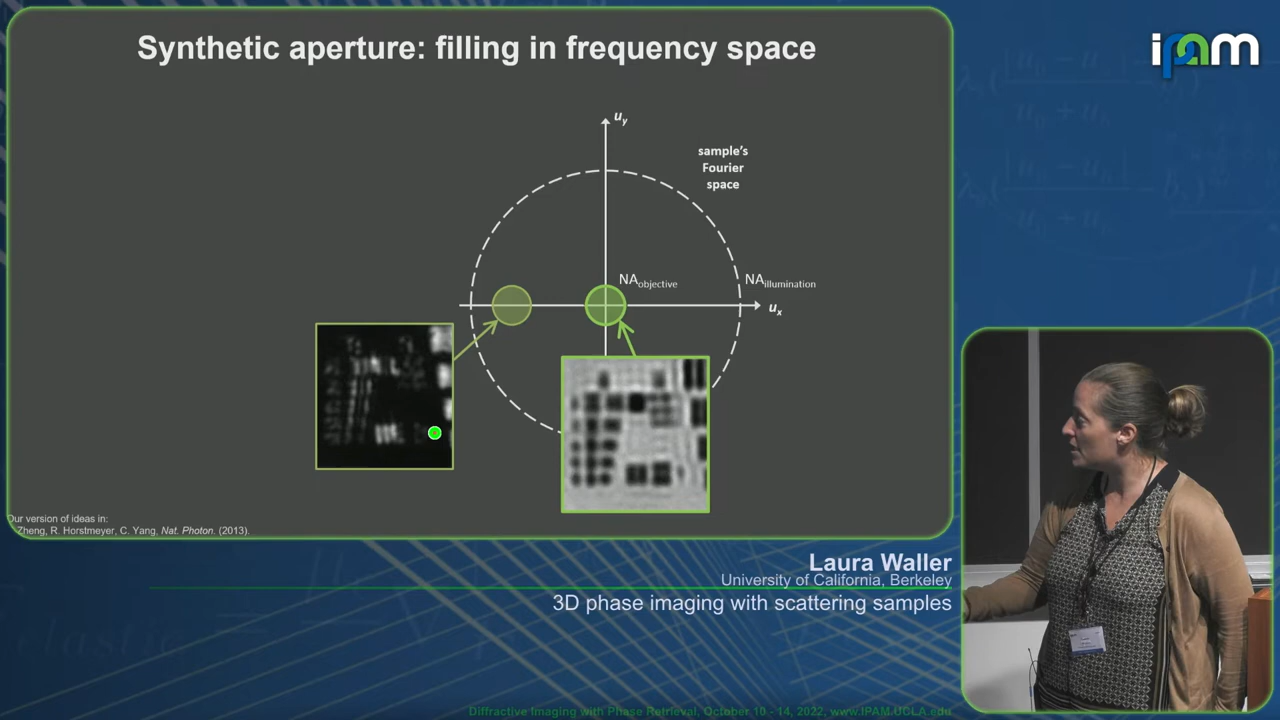 Synthetic aperture: filling in frequency space
ipam
uy
sample's
Fourier
space
NAobjective
NAillumination
ux
Our version of ideas in:
Zheng, R. Horstmeyer, C. Yang, Nat. Photon. (2013).
Laura Waller
University of California, Berkeley
3D phase imaging with scattering samples
Diffractive Imaging with Phase Retrieval, October 10 - 14, 2022, www.IPAM.UCLA.edu